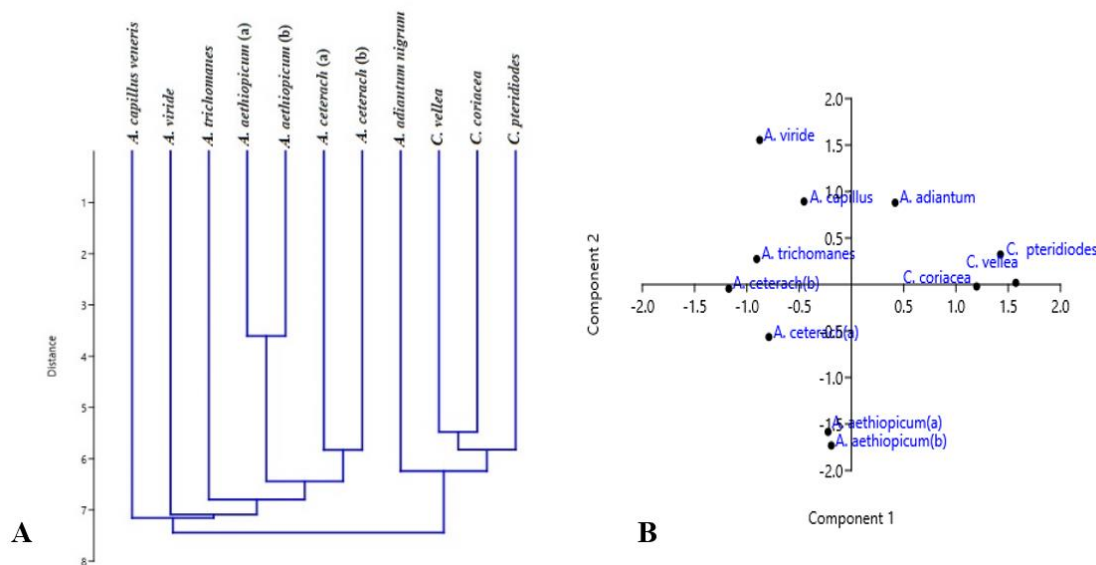 A. capillus veneris
A. viride
A. trichomanes
A. aethiopicum (a)
A. aethiopicum (b)
A. ceterach (a)
A. ceterach (b)
A. adiantum nigrum
C. vellea
C. coriacea
C. pteridiodes
Distance
1
2
3
4
5
6
7
8
A
Component 2
2.0
1.5
1.0
0.5
-0.5
-1.0
-1.5
-2.0
A. viride
A. capillus
A. adiantum
A. trichomanes
C. pteridiodes
C. vellea
A. ceterach(b)
C. coriacea
-2.0 -1.5 -1.0 -0.5 0.5 1.0 1.5 2.0
A. ceterach(a)
A. aethiopicum(a)
A. aethiopicum(b)
Component 1
B